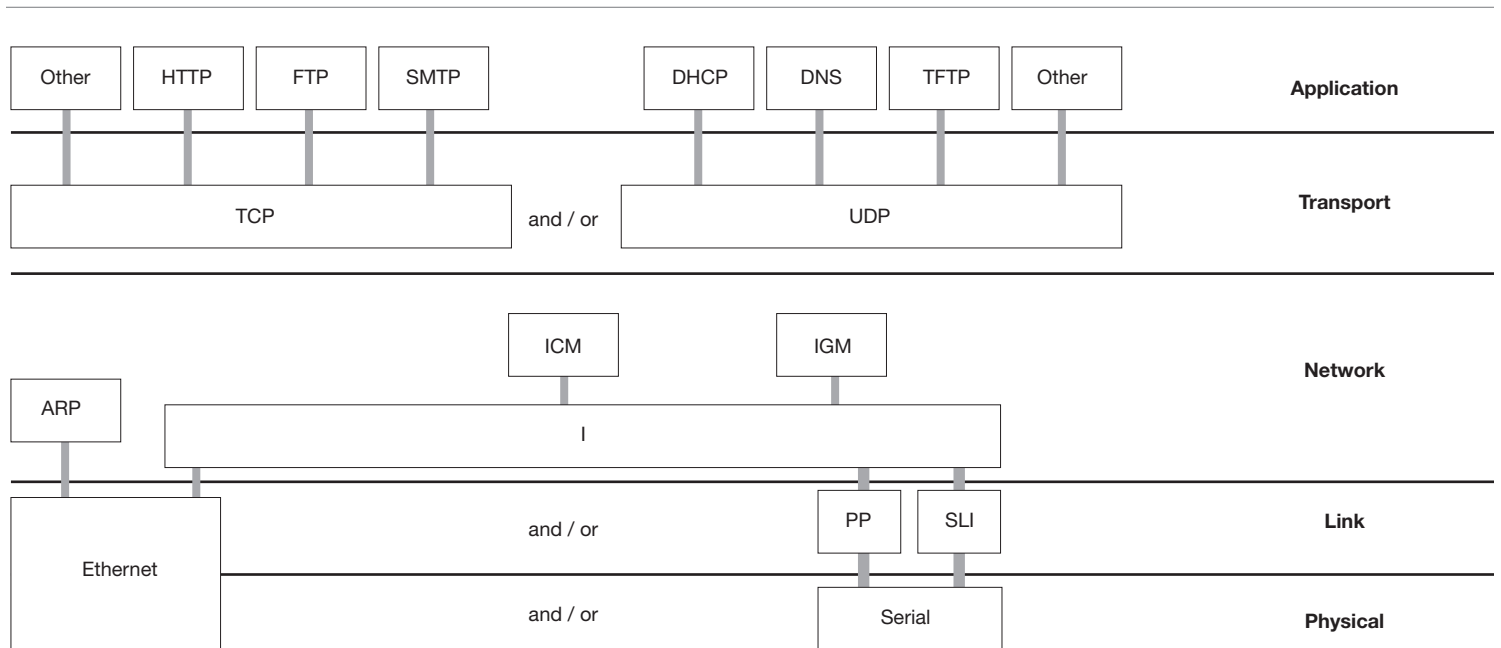 Other HTTP FTP SMTP DHCP DNS TFTP Other Application
TCP and / or UDP Transport
ICM IGM Network
ARP
I
and / or PP SLI Link
Ethernet
and / or Serial Physical